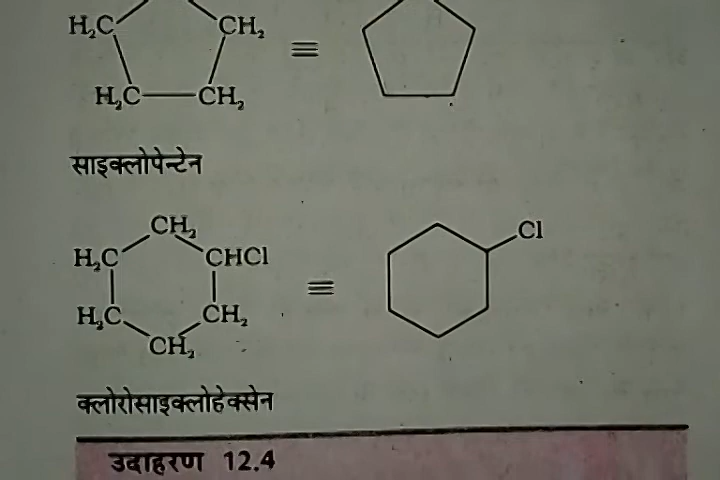 H₂C CH₂ ≡
H₂C CH₂
साइक्लोपेन्टेन
CH₂ Cl
H₂C CHCl ≡
H₂C CH₂
CH₂
क्लोरोसाइक्लोहेक्सेन
उदाहरण 12.4